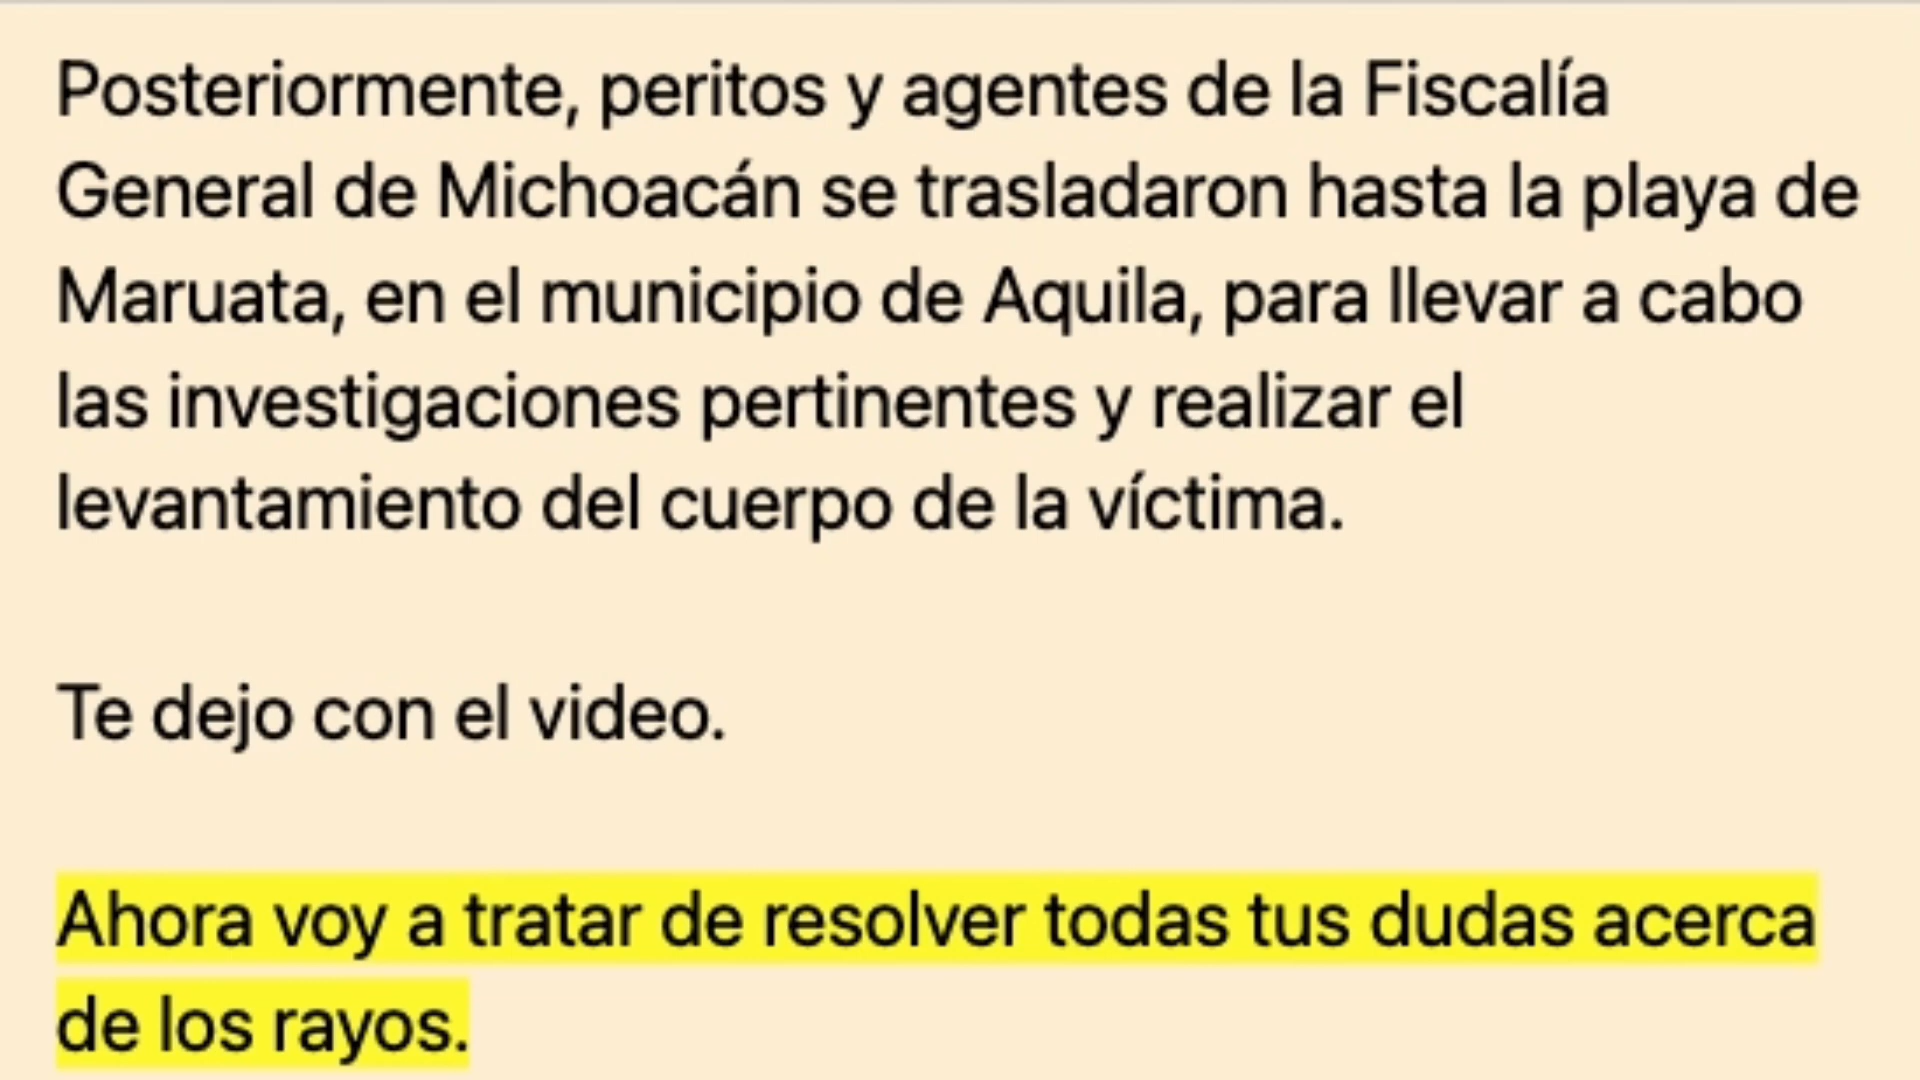 Posteriormente, peritos y agentes de la Fiscalía
General de Michoacán se trasladaron hasta la playa de
Maruata, en el municipio de Aquila, para llevar a cabo
las investigaciones pertinentes y realizar el
levantamiento del cuerpo de la víctima.
Te dejo con el video.
Ahora voy a tratar de resolver todas tus dudas acerca
de los rayos.